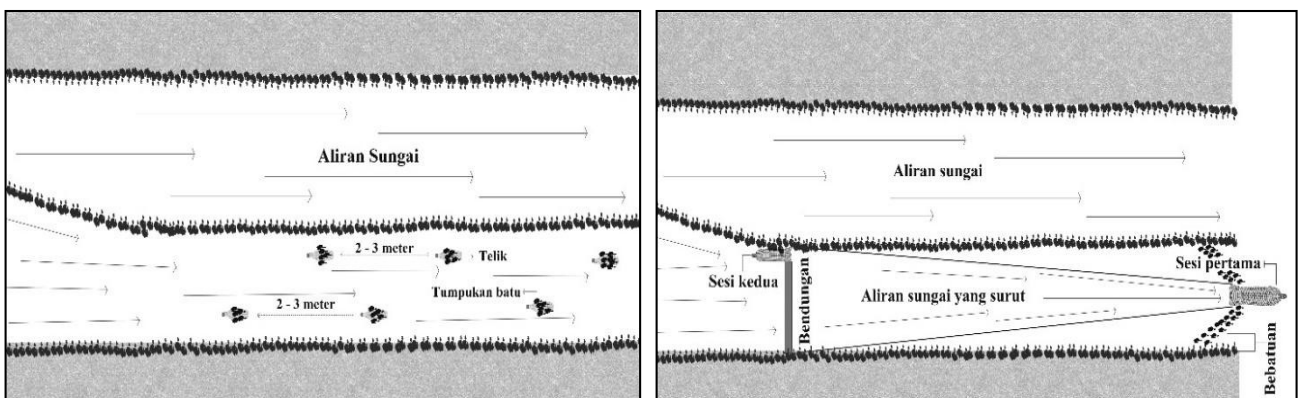 Aliran Sungai
2 - 3 meter
Telik
Tumpukan batu
2 - 3 meter
Aliran sungai
Sesi kedua
Bendungan
Sesi pertama
Aliran sungai yang surut
Bebatuan